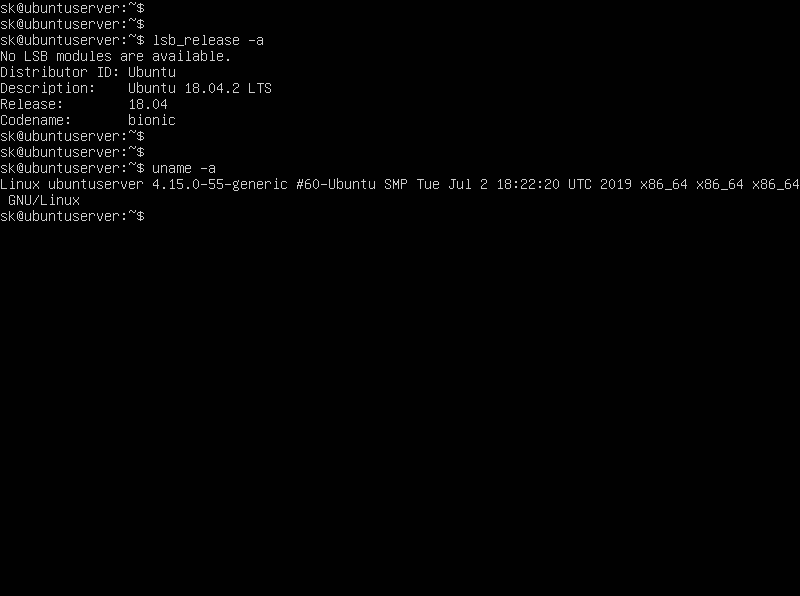 sk@ubuntuserver:~$
sk@ubuntuserver:~$
sk@ubuntuserver:~$ lsb_release -a
No LSB modules are available.
Distributor ID: Ubuntu
Description:    Ubuntu 18.04.2 LTS
Release:        18.04
Codename:       bionic
sk@ubuntuserver:~$
sk@ubuntuserver:~$
sk@ubuntuserver:~$ uname -a
Linux ubuntuserver 4.15.0-55-generic #60-Ubuntu SMP Tue Jul 2 18:22:20 UTC 2019 x86_64 x86_64 x86_64
 GNU/Linux
sk@ubuntuserver:~$